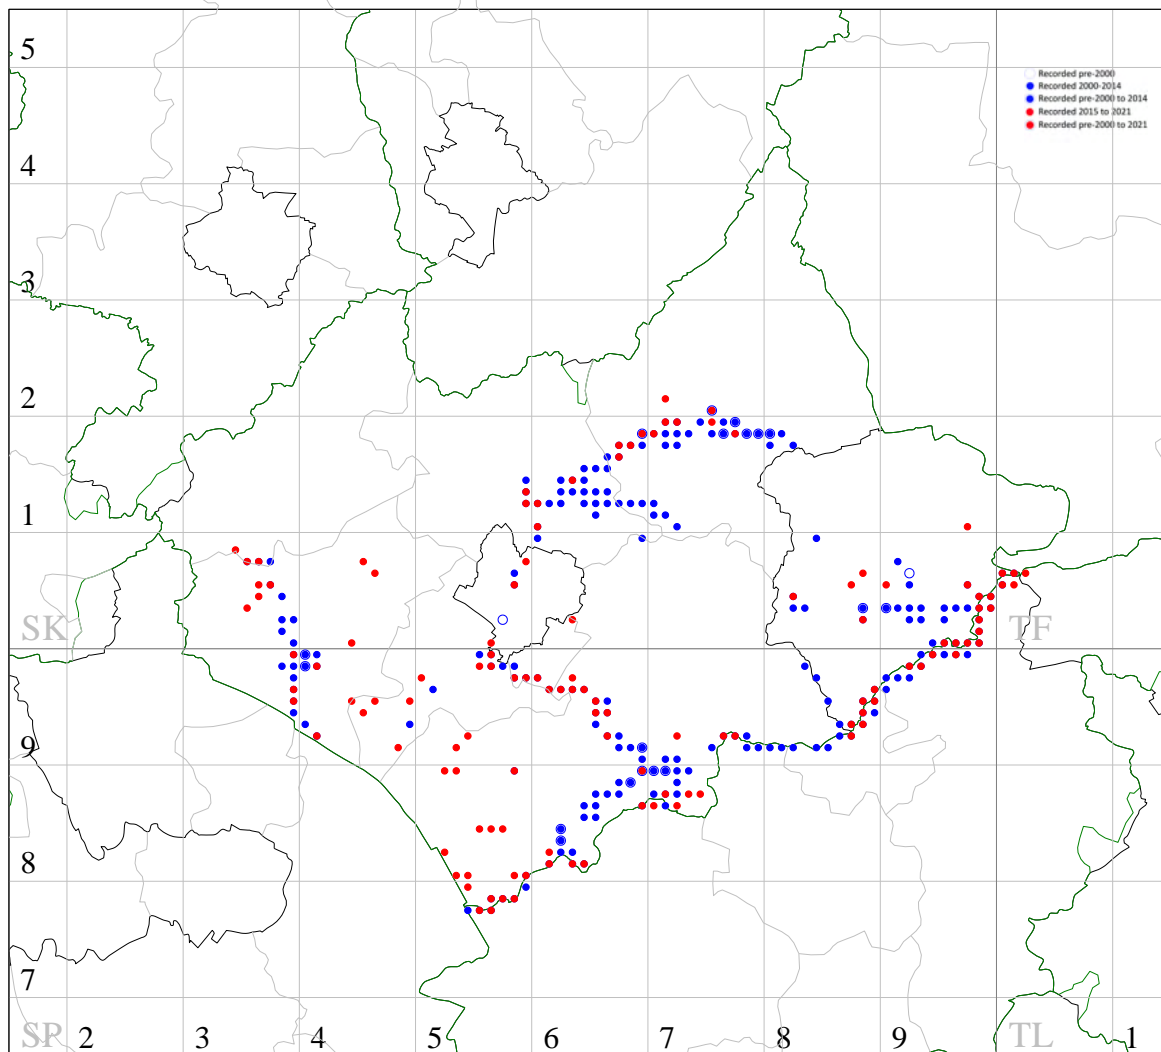 5
Recorded pre-2000
Recorded 2000-2014
Recorded pre-2000 to 2014
Recorded 2015 to 2021
Recorded pre-2000 to 2021
4
3
2
1
SK
TF
9
8
7
SP 2 3 4 5 6 7 8 9 TL 1